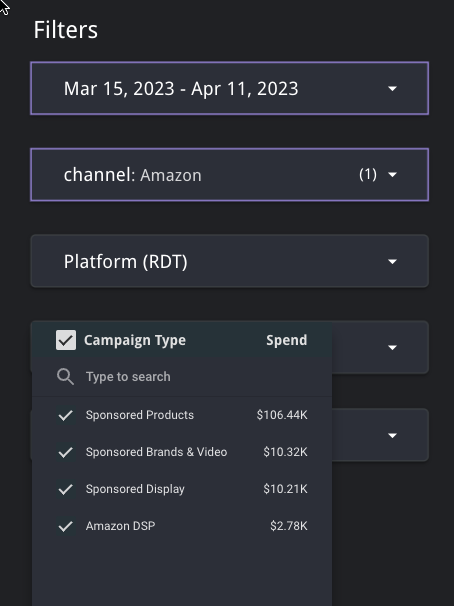 Filters
Mar 15, 2023 - Apr 11, 2023
channel: Amazon (1)
Platform (RDT)
Campaign Type Spend
Type to search
Sponsored Products $106.44K
Sponsored Brands & Video $10.32K
Sponsored Display $10.21K
Amazon DSP $2.78K